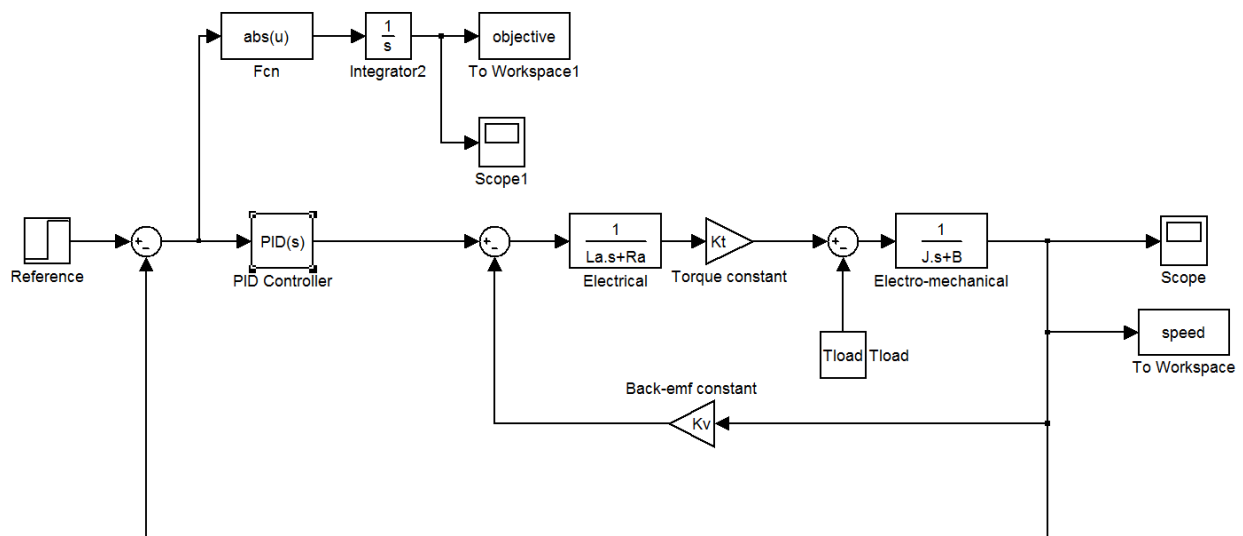 abs(u)
Fcn
1
s
Integrator2
objective
To Workspace1
Scope1
Reference
+
−
PID(s)
PID Controller
+
−
1
La.s+Ra
Electrical
Kt
Torque constant
+
−
1
J.s+B
Electro-mechanical
Scope
Tload
Tload
speed
To Workspace
Back-emf constant
Kv